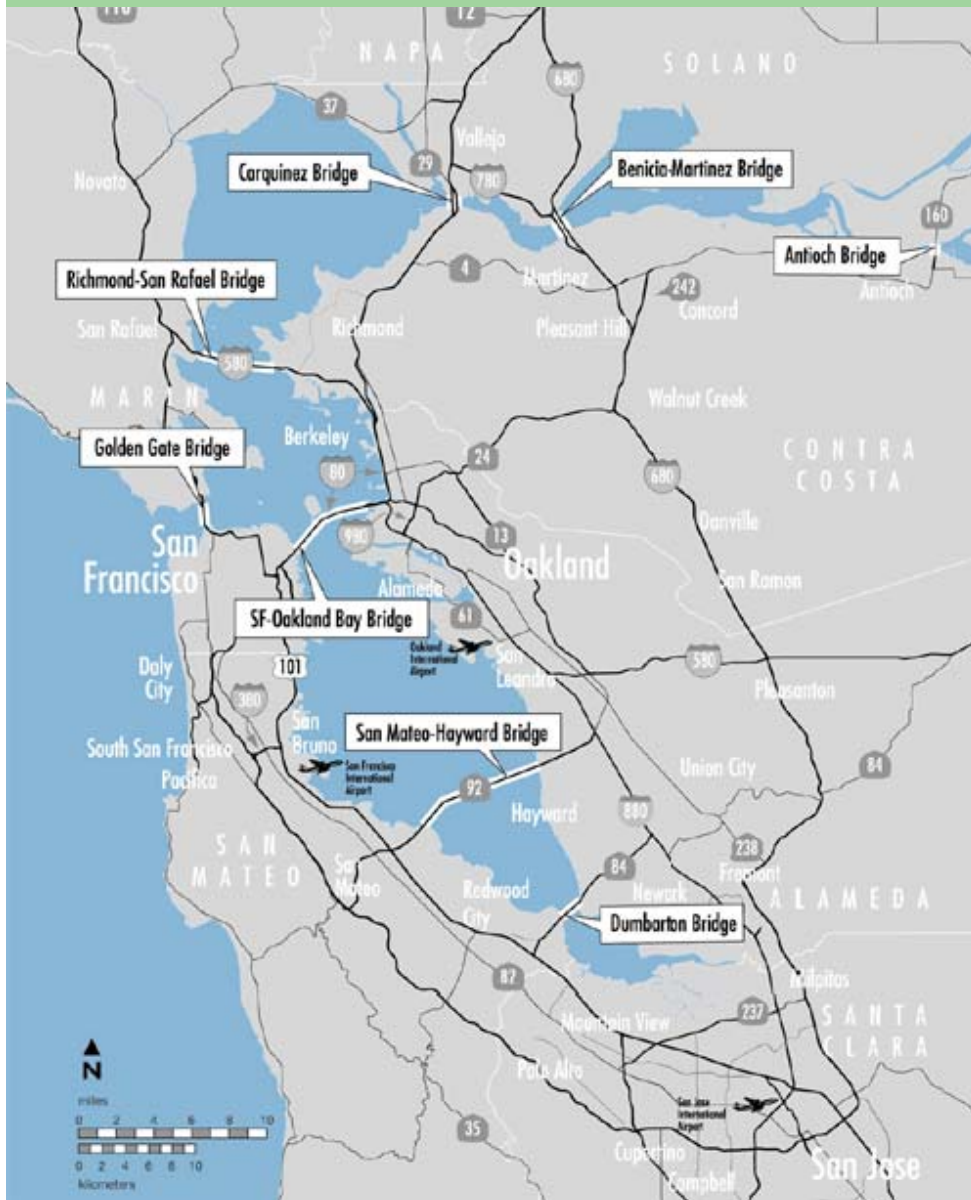 116
12
NAPA
SOLANO
680
37
Vallejo
29
Carquinez Bridge
780
Benicia-Martinez Bridge
Novato
160
Antioch Bridge
4
Martinez
Antioch
Richmond-San Rafael Bridge
242
Concord
San Rafael
Richmond
Pleasant Hill
580
MARIN
Walnut Creek
Berkeley
Golden Gate Bridge
24
CONTRA
COSTA
80
680
San
Francisco
980
13
Danville
Oakland
Alameda
San Ramon
SF-Oakland Bay Bridge
61
Oakland
International
Airport
San
Leandro
580
Daly
City
101
Pleasanton
380
San
Bruno
San Mateo-Hayward Bridge
South San Francisco
Pacifica
San Francisco
International
Airport
Union City
84
92
Hayward
880
SAN
MATEO
238
Fremont
San
Mateo
84
Redwood
City
Newark
ALAMEDA
Dumbarton Bridge
82
Milpitas
237
SANTA
CLARA
Mountain View
Palo Alto
N
San Jose
International
Airport
miles
0 2 4 6 8 10
35
Cupertino
San Jose
0 2 4 6 8 10
Campbell
kilometers